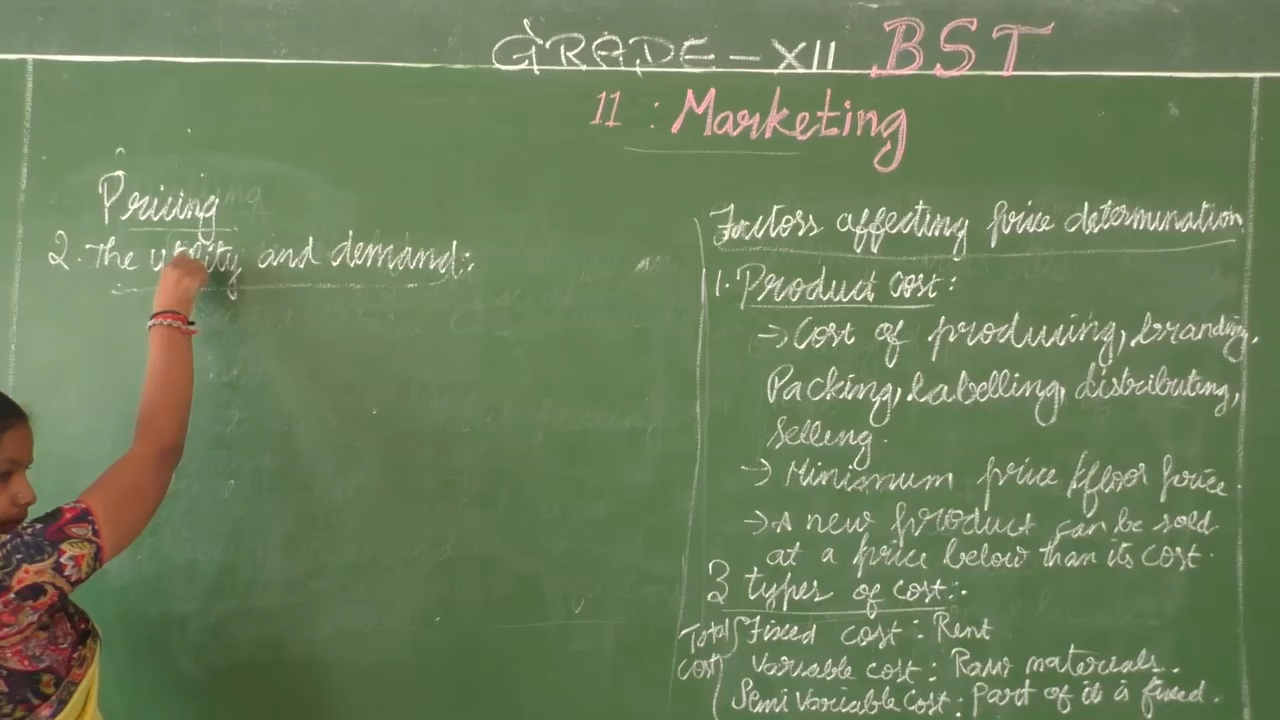 GRADE - XII BST
11 : Marketing
Pricing
2. The utility and demand:
Factors affecting price determination
1. Product cost:
→ Cost of producing, branding,
Packing, labelling, distributing,
selling.
→ Minimum price / floor price.
→ A new product can be sold
at a price below than its cost.
3 types of cost:
Total cost
Fixed cost : Rent
Variable cost : Raw materials.
Semi Variable Cost : Part of it is fixed.